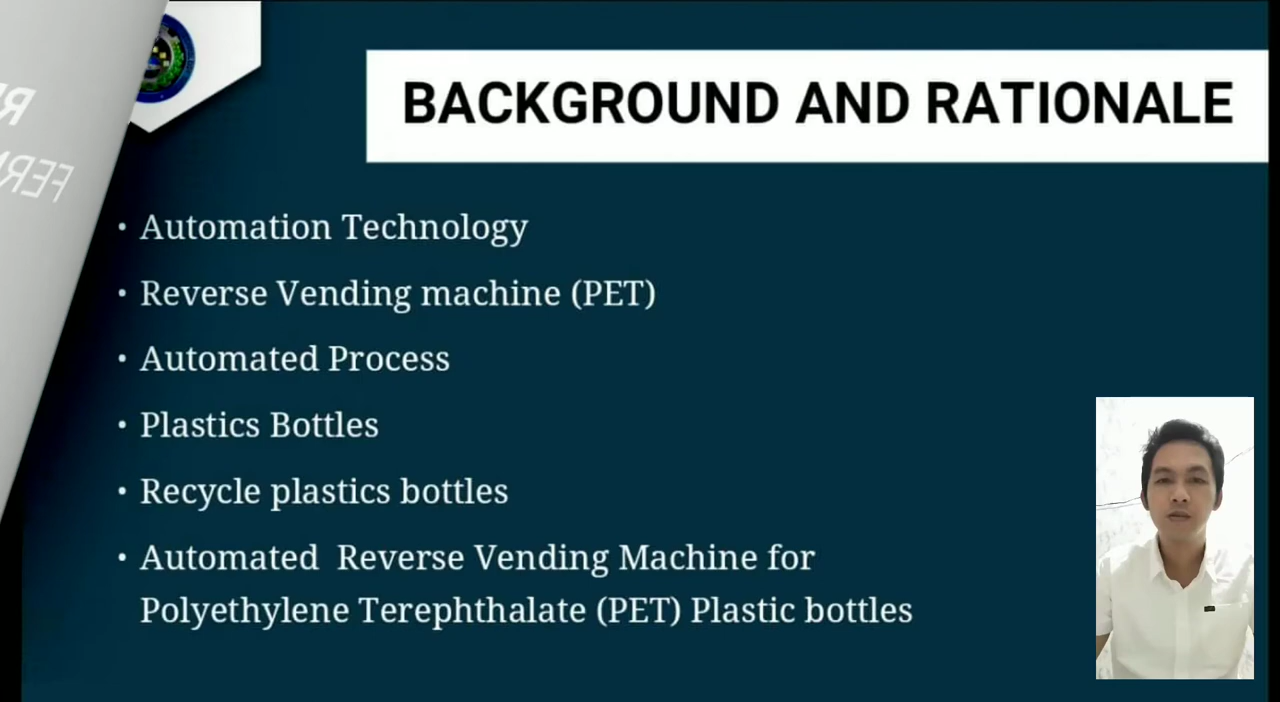 BACKGROUND AND RATIONALE
• Automation Technology
• Reverse Vending machine (PET)
• Automated Process
• Plastics Bottles
• Recycle plastics bottles
• Automated Reverse Vending Machine for
Polyethylene Terephthalate (PET) Plastic bottles